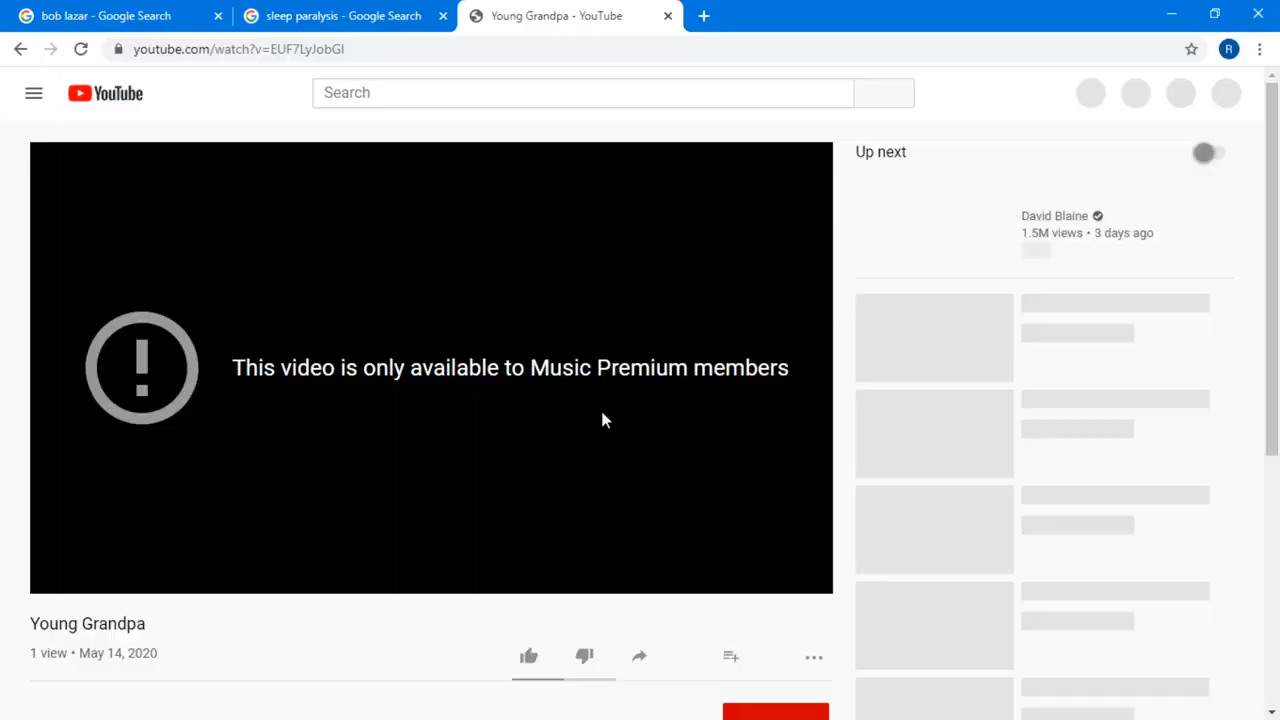 bob lazar - Google Search
sleep paralysis - Google Search
Young Grandpa - YouTube
youtube.com/watch?v=EUF7LyJobGI
R
YouTube
Search
Up next
David Blaine
1.5M views • 3 days ago
This video is only available to Music Premium members
Young Grandpa
1 view • May 14, 2020